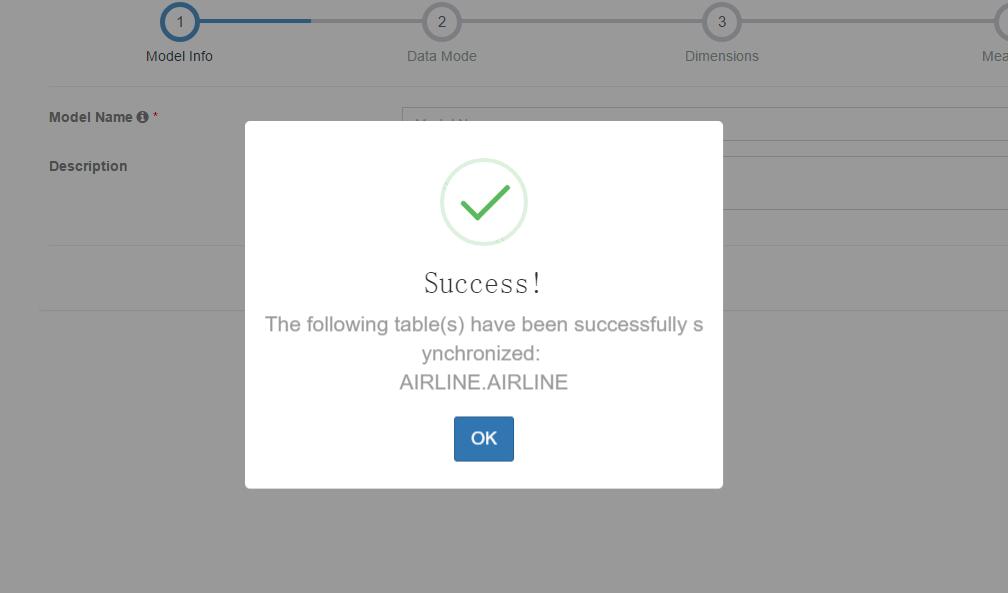 1
2
3
Model Info
Data Mode
Dimensions
Model Name *
Description
Success!
The following table(s) have been successfully s
ynchronized:
AIRLINE.AIRLINE
OK